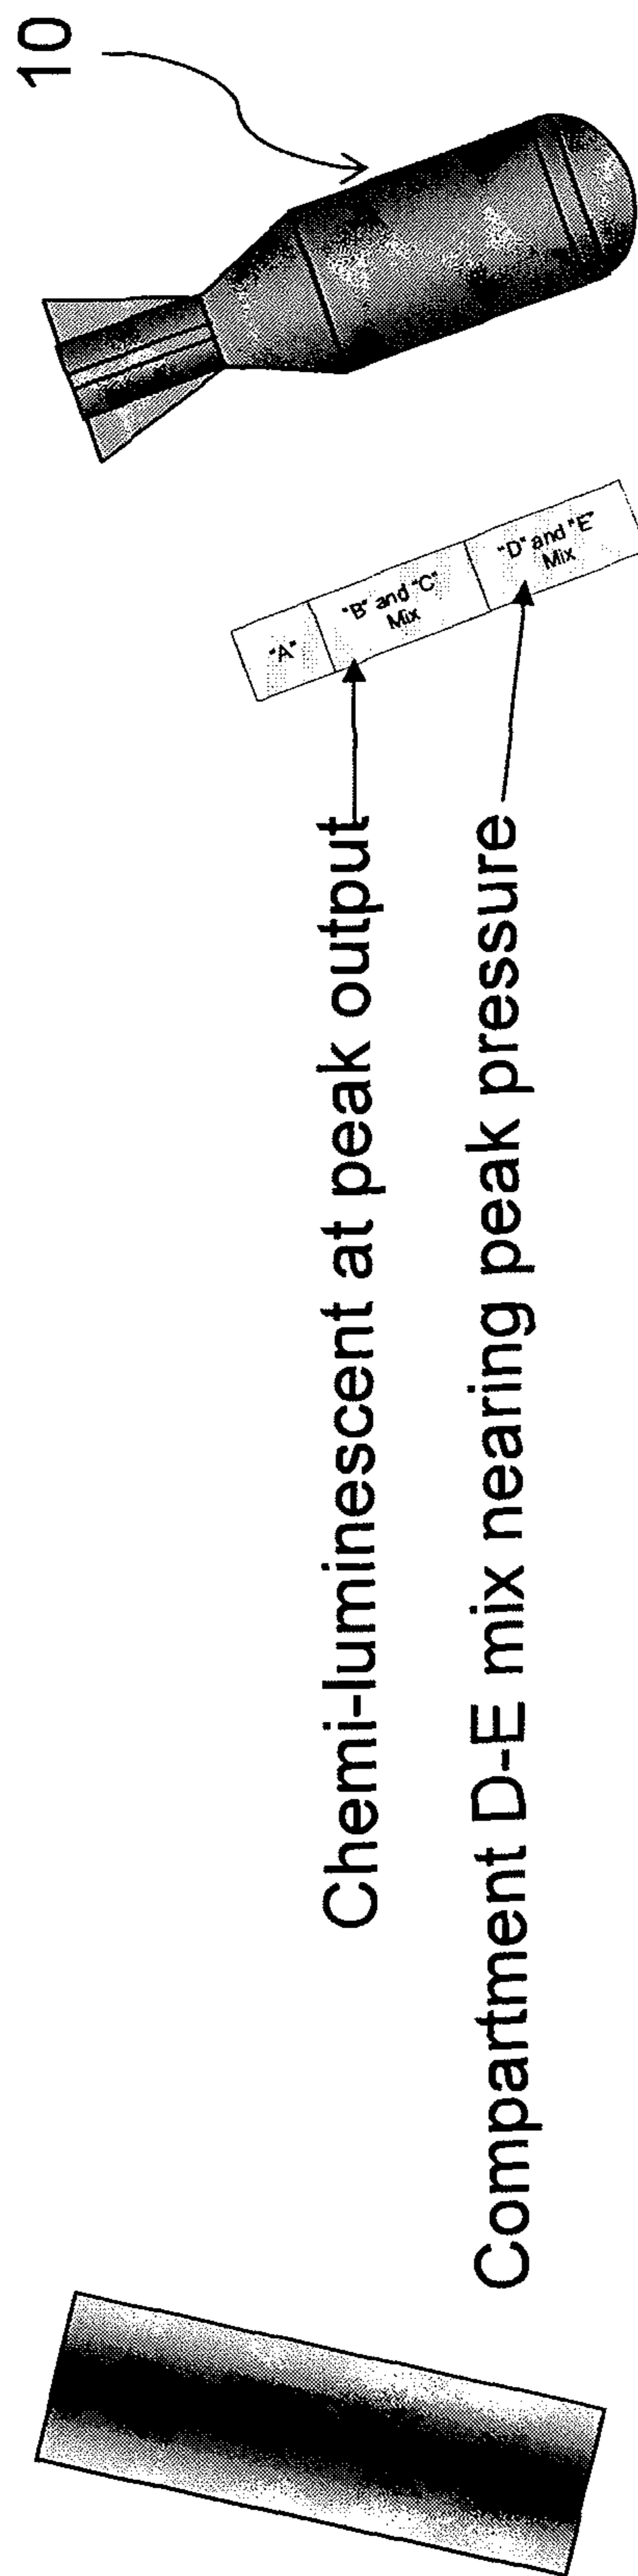 10
"A"
"B" and "C"
Mix
"D" and "E"
Mix
Chemi-luminescent at peak output
Compartment D-E mix nearing peak pressure